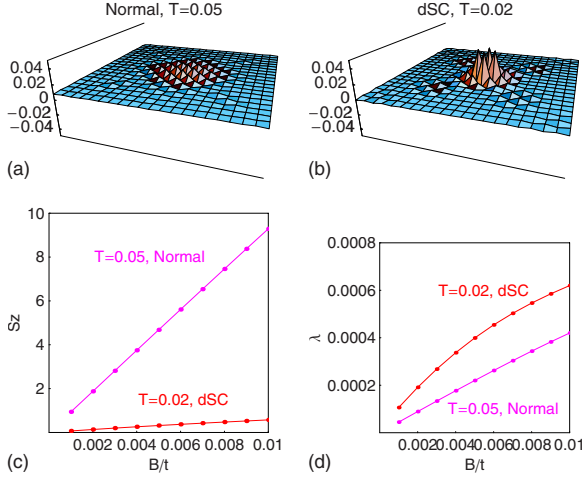 Normal, T=0.05
dSC, T=0.02
0.04
0.02
0
−0.02
−0.04
(a)
0.04
0.02
0
−0.02
−0.04
(b)
10
8
6
4
2
Sz
T=0.05, Normal
T=0.02, dSC
0.002 0.004 0.006 0.008 0.01
B/t
(c)
0.0008
0.0006
0.0004
0.0002
λ
T=0.02, dSC
T=0.05, Normal
0.002 0.004 0.006 0.008 0.01
B/t
(d)